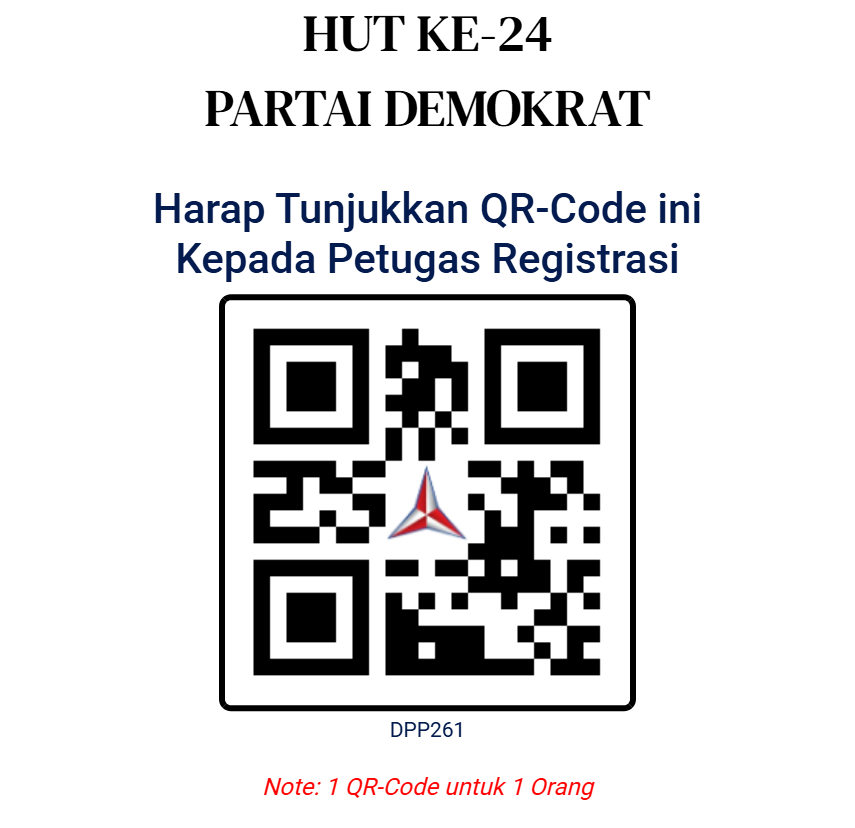 HUT KE-24
PARTAI DEMOKRAT
Harap Tunjukkan QR-Code ini
Kepada Petugas Registrasi
DPP261
Note: 1 QR-Code untuk 1 Orang